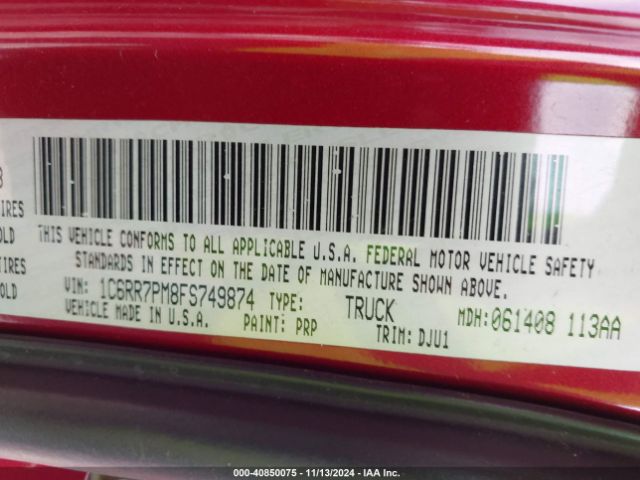 THIS VEHICLE CONFORMS TO ALL APPLICABLE U.S.A. FEDERAL MOTOR VEHICLE SAFETY
STANDARDS IN EFFECT ON THE DATE OF MANUFACTURE SHOWN ABOVE.
VIN: 1C6RR7PM8FS749874 TYPE: TRUCK MDH:061408 113AA
VEHICLE MADE IN U.S.A. PAINT: PRP TRIM: DJU1
000-40850075 - 11/13/2024 - IAA Inc.